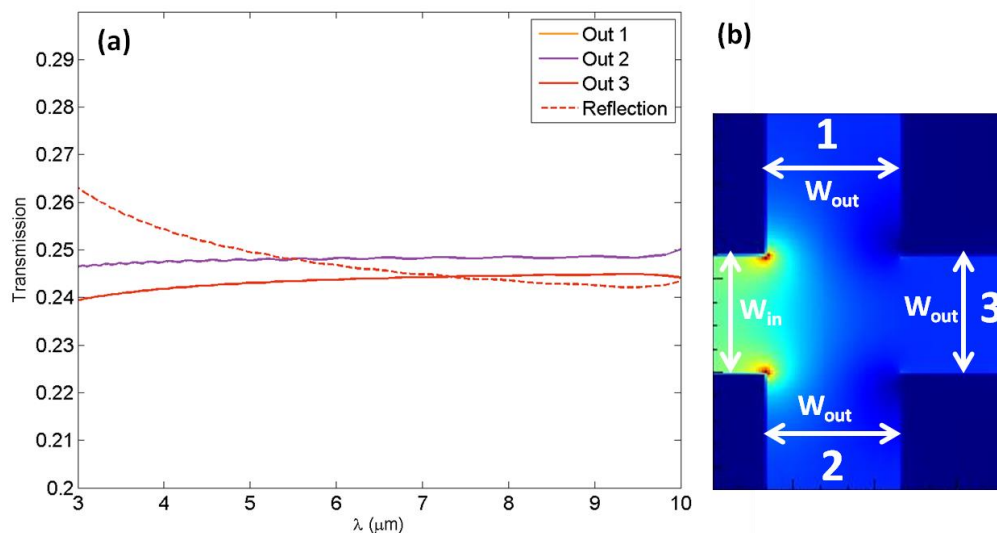 (a)
Out 1
Out 2
Out 3
Reflection
Transmission
0.29
0.28
0.27
0.26
0.25
0.24
0.23
0.22
0.21
0.2
3 4 5 6 7 8 9 10
λ (μm)
(b)
1
Wout
Win
Wout 3
Wout
2